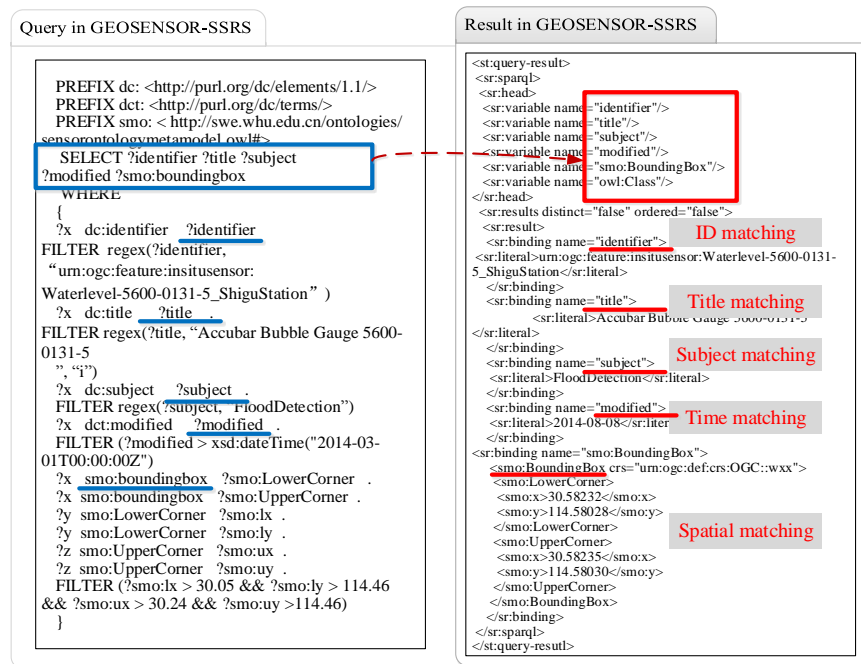 Query in GEOSENSOR-SSRS
PREFIX dc: <http://purl.org/dc/elements/1.1/>
PREFIX dct: <http://purl.org/dc/terms/>
PREFIX smo: < http://swe.whu.edu.cn/ontologies/
sensorontologymetamodel.owl#>
SELECT ?identifier ?title ?subject
?modified ?smo:boundingbox
WHERE
{
?x dc:identifier ?identifier
FILTER regex(?identifier,
“urn:ogc:feature:insitusensor:
Waterlevel-5600-0131-5_ShiguStation” )
?x dc:title ?title .
FILTER regex(?title, “Accubar Bubble Gauge 5600-
0131-5
”, “i”)
?x dc:subject ?subject .
FILTER regex(?subject, “FloodDetection”)
?x dct:modified ?modified .
FILTER (?modified > xsd:dateTime("2014-03-
01T00:00:00Z")
?x smo:boundingbox ?smo:LowerCorner .
?x smo:boundingbox ?smo:UpperCorner .
?y smo:LowerCorner ?smo:lx .
?y smo:LowerCorner ?smo:ly .
?z smo:UpperCorner ?smo:ux .
?z smo:UpperCorner ?smo:uy .
FILTER (?smo:lx > 30.05 && ?smo:ly > 114.46
&& ?smo:ux > 30.24 && ?smo:uy >114.46)
}
Result in GEOSENSOR-SSRS
<st:query-result>
<sr:sparql>
<sr:head>
<sr:variable name="identifier"/>
<sr:variable name="title"/>
<sr:variable name="subject"/>
<sr:variable name="modified"/>
<sr:variable name="smo:BoundingBox"/>
<sr:variable name="owl:Class"/>
</sr:head>
<sr:results distinct="false" ordered="false">
<sr:result>
<sr:binding name="identifier">
ID matching
<sr:literal>urn:ogc:feature:insitusensor:Waterlevel-5600-0131-
5_ShiguStation</sr:literal>
</sr:binding>
<sr:binding name="title">
Title matching
<sr:literal>Accubar Bubble Gauge 5600-0131-5
</sr:literal>
</sr:binding>
Subject matching
<sr:binding name="subject">
<sr:literal>FloodDetection</sr:literal>
</sr:binding>
<sr:binding name="modified">
Time matching
<sr:literal>2014-08-08</sr:liter
</sr:binding>
<sr:binding name="smo:BoundingBox">
<smo:BoundingBox crs="urn:ogc:def:crs:OGC::wxx">
<smo:LowerCorner>
<smo:x>30.58232</smo:x>
<smo:y>114.58028</smo:y>
</smo:LowerCorner>
Spatial matching
<smo:UpperCorner>
<smo:x>30.58235</smo:x>
<smo:y>114.58030</smo:y>
</smo:UpperCorner>
</smo:BoundingBox>
</sr:binding>
</sr:sparql>
</st:query-resutl>